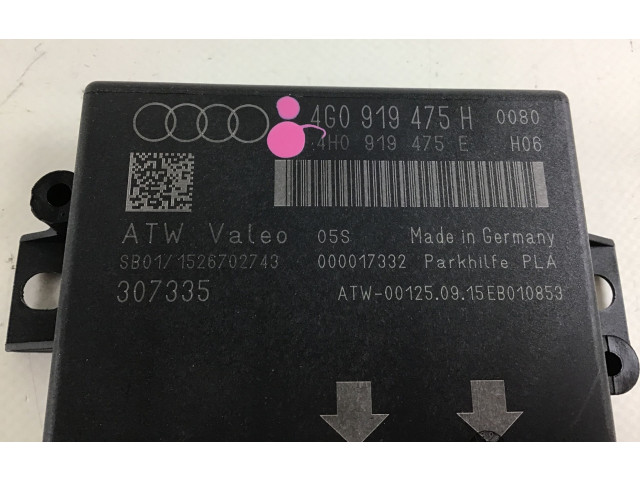 4G0 919 475 H 0080
4H0 919 475 E H06
ATW Valeo 05S Made in Germany
SB01/1526702743 000017332 Parkhilfe PLA
307335 ATW-00125.09.15EB010853